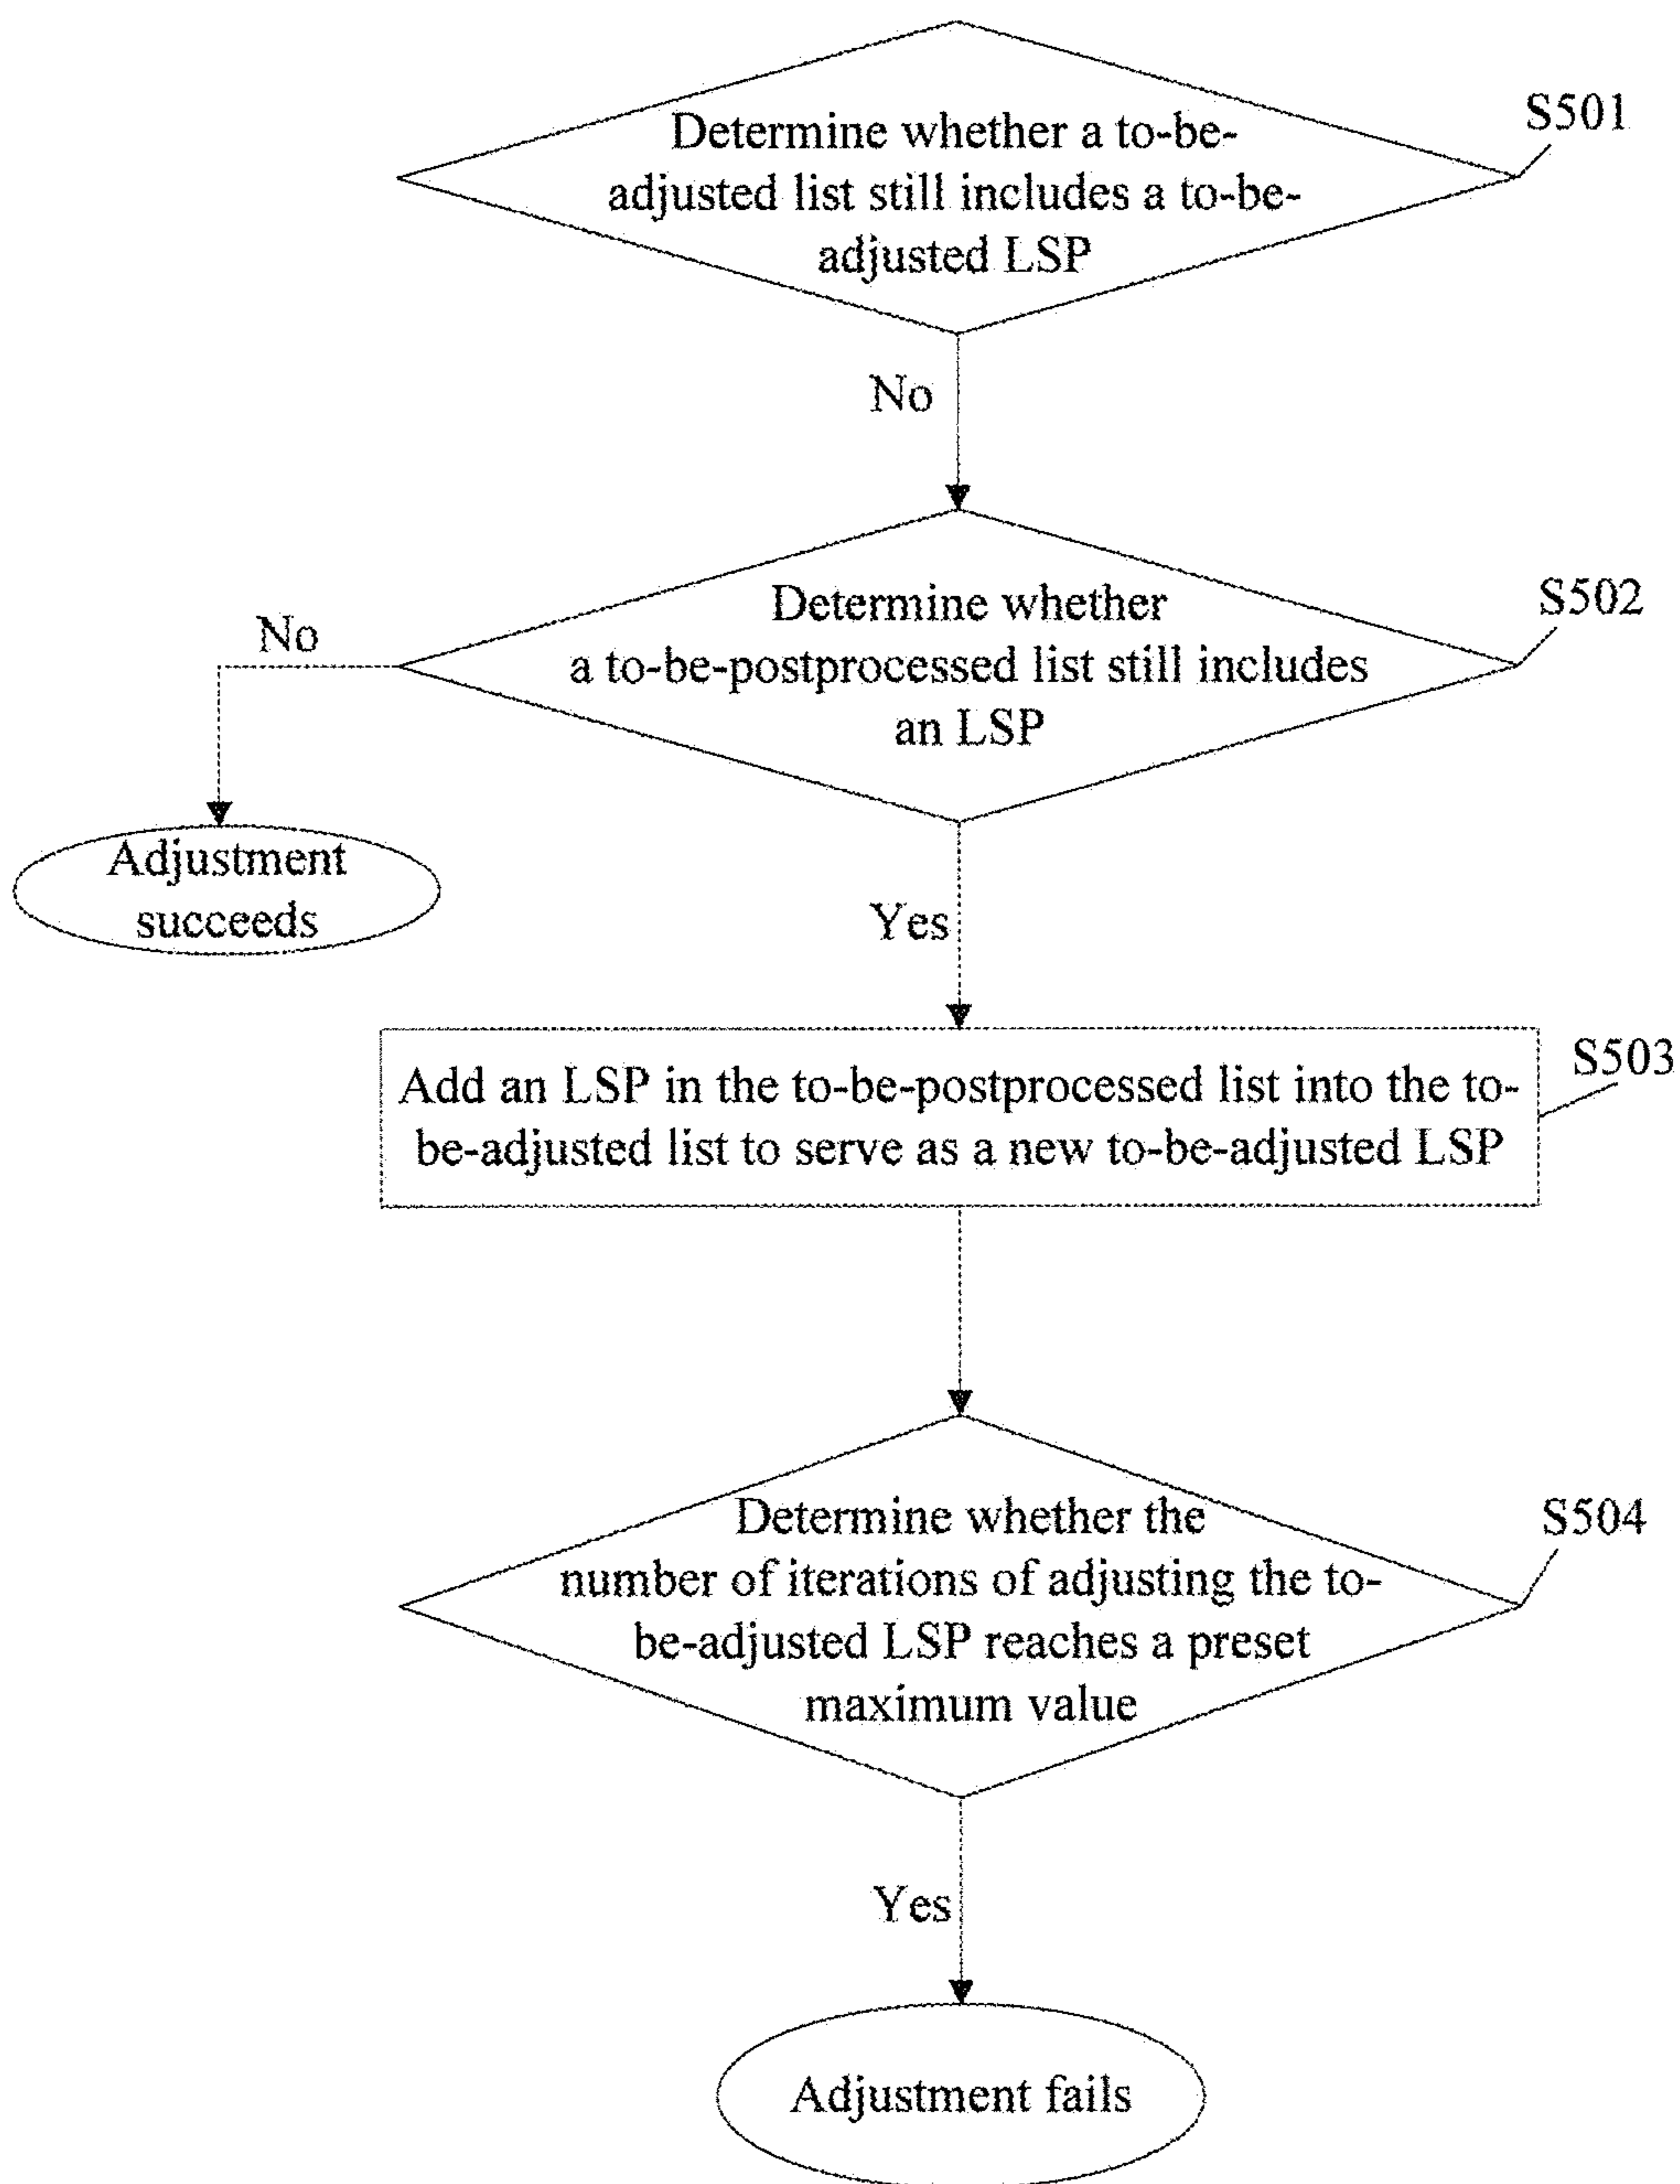 Determine whether a to-be-
adjusted list still includes a to-be-
adjusted LSP
S501
No
Determine whether
a to-be-postprocessed list still includes
an LSP
S502
No
Adjustment
succeeds
Yes
Add an LSP in the to-be-postprocessed list into the to-
be-adjusted list to serve as a new to-be-adjusted LSP
S503
Determine whether the
number of iterations of adjusting the to-
be-adjusted LSP reaches a preset
maximum value
S504
Yes
Adjustment fails